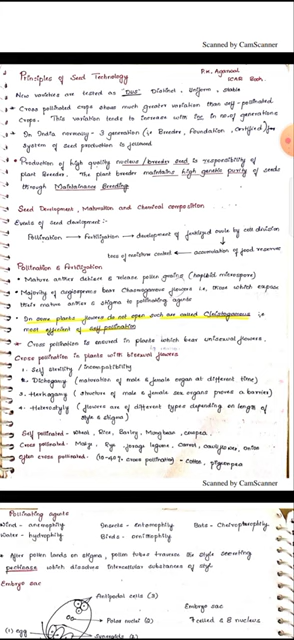 Scanned by CamScanner
Principles of Seed Technology
P.K. Agarwal
ICAR Book.
New varieties are tested as "DUS" Distinct, Uniform, Stable
Cross pollinated crops shows much greater variation than self-pollinated
crops. This variation tends to increase with inc in no. of generations
In India normally - 3 generation (i.e Breeder, Foundation, Certified)
System of seed production is followed
Production of high quality nucleus/breeder seed is responsibility of
plant Breeder. The plant breeder maintains high genetic purity of seeds
through Maintainance Breeding
Seed Development, Maturation and Chemical composition
Events of seed development:-
Pollination → Fertilization → development of fertilized ovule by cell division
loss of moisture content ← accumulation of food reserves
Pollination & Fertilization
Mature anther dehisce & release pollen grains (haploid microspore)
Majority of angiosperms bear Chasmogamous flowers i.e. those which expose
their mature anther & stigma to pollinating agents
In some plants flowers do not open such are called Cleistogamous i.e
most efficient of self pollination
Cross pollination is ensured in plants which bear unisexual flowers.
Cross pollination in plants with bisexual flowers
1. Self sterility / incompatibility
2. Dichogamy (maturation of male & female organ at different time)
3. Herkogamy (structure of male & female sex organs proves a barrier)
4. Heterostyly (flowers are of different types depending on length of
style & stigma)
Self pollinated - Wheat, Rice, Barley, Mungbean, Cowpea
Cross pollinated - Maize, Rye, forage legumes, Carrot, Cauliflower, Onion
Often cross pollinated - (10-40% cross pollination) - Cotton, pigeonpea
Scanned by CamScanner
Pollinating agents
Wind - anemophily
Insects - entomophily
Bats - Cheiropterophily
Water - hydrophily
Birds - ornithophily
After pollen lands on stigma, pollen tubes traverse the style secreting
pectinase which dissolves intercellular substances of style
Embryo sac
Antipodal cells (3)
Embryo sac
Polar nuclei (2)
7 celled & 8 nucleus
(1) egg
Synergids (2)